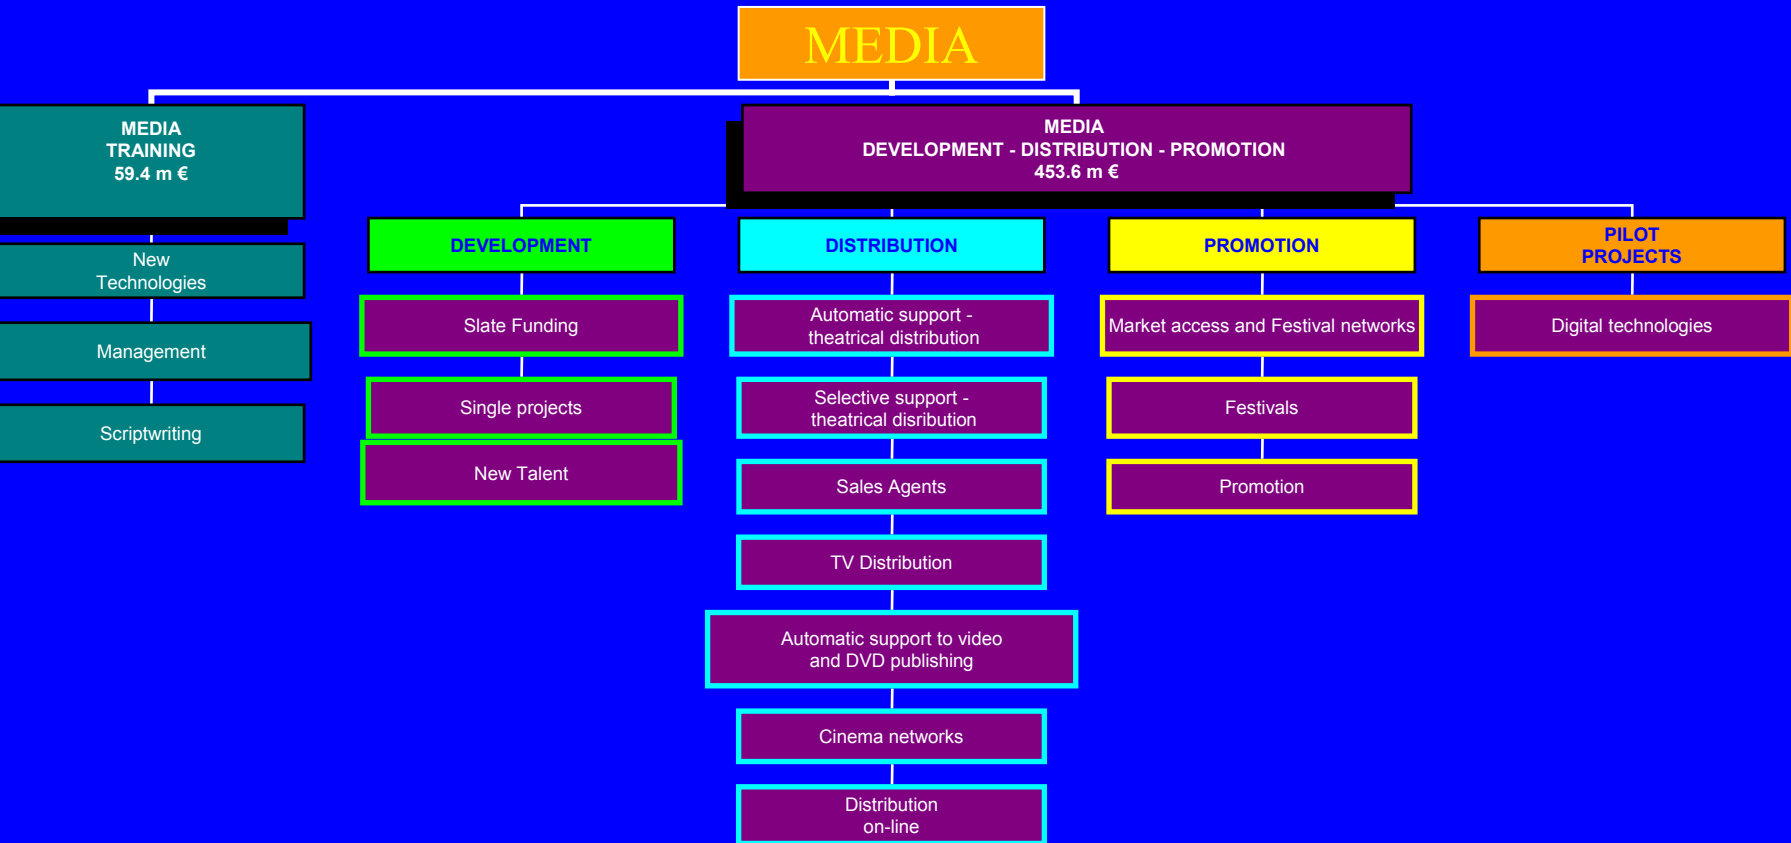 MEDIA
MEDIA
TRAINING
59.4 m €
MEDIA
DEVELOPMENT - DISTRIBUTION - PROMOTION
453.6 m €
New
Technologies
Management
Scriptwriting
DEVELOPMENT
Slate Funding
Single projects
New Talent
DISTRIBUTION
Automatic support -
theatrical distribution
Selective support -
theatrical disribution
Sales Agents
TV Distribution
Automatic support to video
and DVD publishing
Cinema networks
Distribution
on-line
PROMOTION
Market access and Festival networks
Festivals
Promotion
PILOT
PROJECTS
Digital technologies